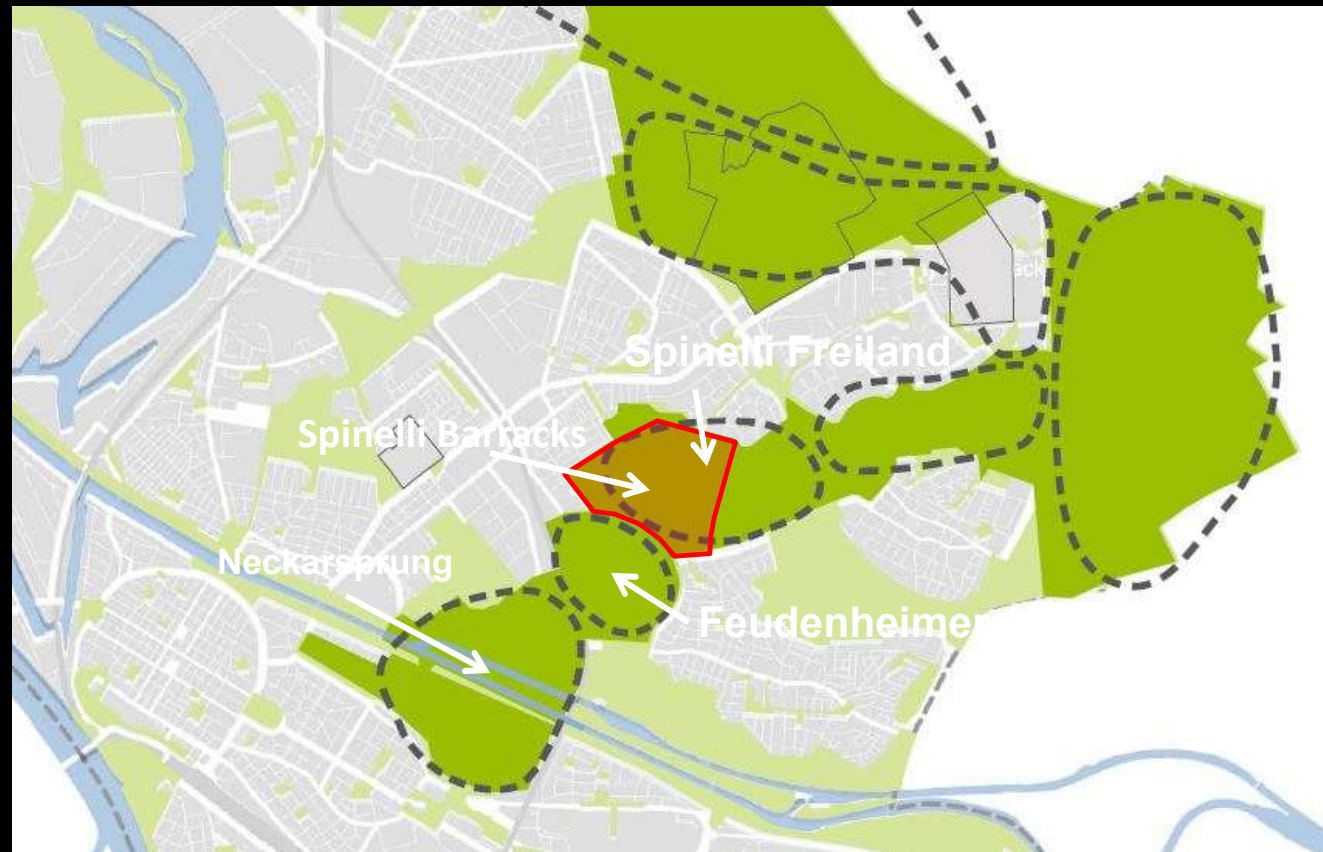 Spinelli Freiland
Spinelli Barracks
Neckarsprung
Feudenheimer